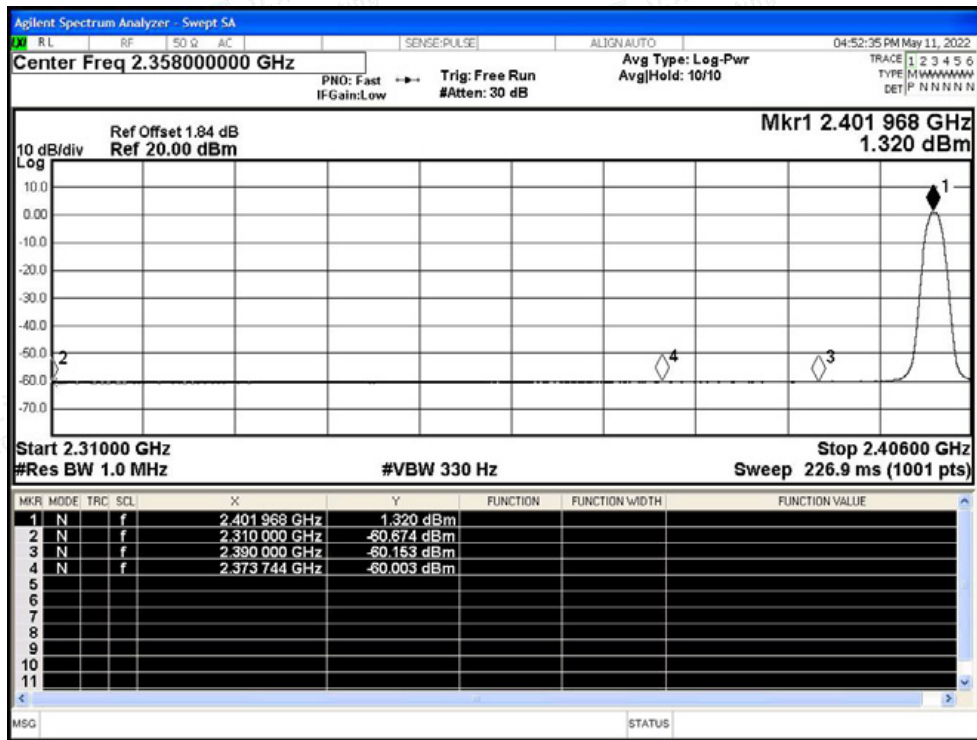 Agilent Spectrum Analyzer - Swept SA
RL RF 50 Ω AC SENSE:PULSE ALIGNAUTO 04:52:35 PM May 11, 2022
Center Freq 2.358000000 GHz
PNO: Fast Trig: Free Run Avg Type: Log-Pwr TRACE 1 2 3 4 5 6
IFGain:Low #Atten: 30 dB Avg|Hold: 10/10 TYPE M WWWWW
DET P N N N N N
Ref Offset 1.84 dB Mkr1 2.401 968 GHz
10 dB/div Ref 20.00 dBm 1.320 dBm
Log
10.0
0.00
-10.0
-20.0
-30.0
-40.0
-50.0
-60.0
-70.0
1
2
4
3
Start 2.31000 GHz Stop 2.40600 GHz
#Res BW 1.0 MHz #VBW 330 Hz Sweep 226.9 ms (1001 pts)
MKR MODE TRC SCL X Y FUNCTION FUNCTION WIDTH FUNCTION VALUE
1 N f 2.401 968 GHz 1.320 dBm
2 N f 2.310 000 GHz -60.674 dBm
3 N f 2.390 000 GHz -60.153 dBm
4 N f 2.373 744 GHz -60.003 dBm
5
6
7
8
9
10
11
MSG STATUS